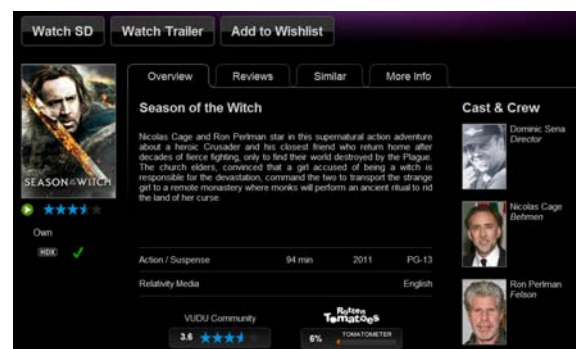 Watch SD
Watch Trailer
Add to Wishlist
Overview
Reviews
Similar
More Info
Season of the Witch
Nicolas Cage and Ron Perlman star in this supernatural action adventure
about a heroic Crusader and his closest friend who return home after
decades of fierce fighting, only to find their world destroyed by the Plague.
The church elders, convinced that a girl accused of being a witch is
responsible for the devastation, command the two to transport the strange
girl to a remote monastery where monks will perform an ancient ritual to rid
the land of her curse.
Action / Suspense
94 min
2011
PG-13
Relativity Media
English
VUDU Community
3.6
Rotten
Tomatoes
6%
TOMATOMETER
SEASON OF THE WITCH
Own
HDX
Cast & Crew
Dominic Sena
Director
Nicolas Cage
Behmen
Ron Perlman
Felson